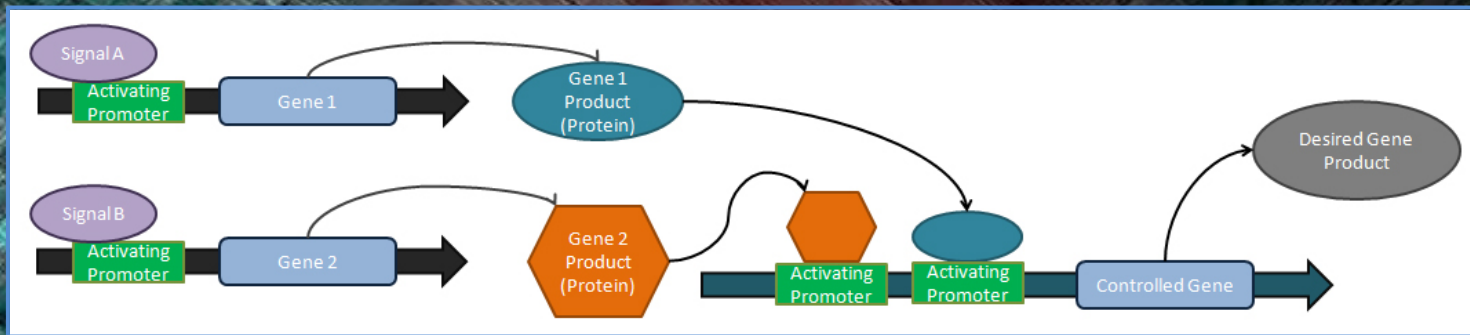 Signal A
Activating
Promoter
Gene 1
Gene 1
Product
(Protein)
Desired Gene
Product
Signal B
Activating
Promoter
Gene 2
Gene 2
Product
(Protein)
Activating
Promoter
Activating
Promoter
Controlled Gene